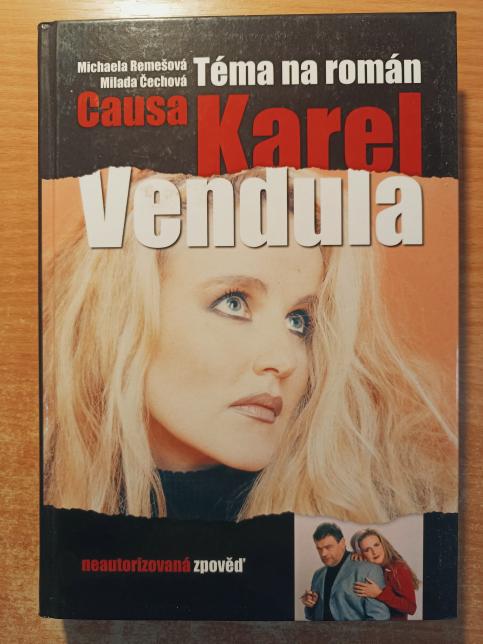 Michaela Remešová
Milada Čechová
Téma na román
Causa Karel
Vendula
neautorizovaná zpověď